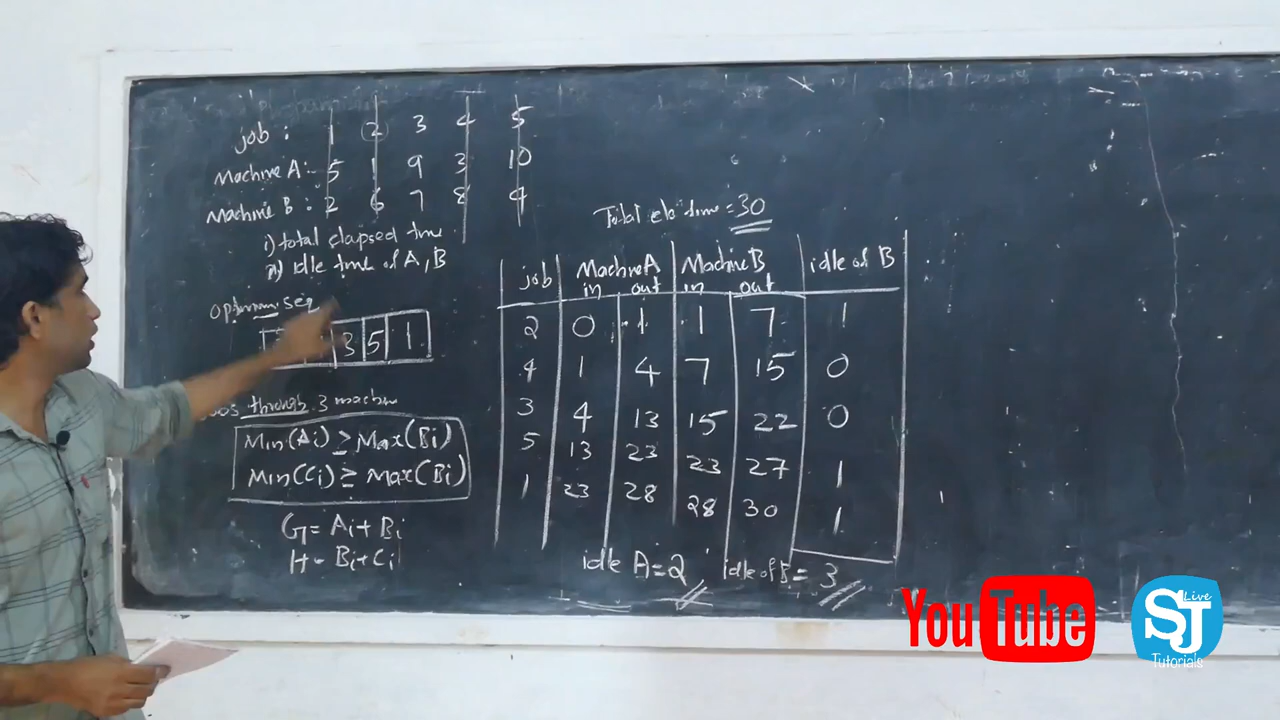 job : 1 2 3 4 5
Machine A:- 5 1 9 3 10
Machine B : 2 6 7 8 4
i) total elapsed time
ii) idle time of A, B
optimum seq
3 5 1
through 3 machine
Min(Ai) ≥ Max(Bi)
Min(Ci) ≥ Max(Bi)
G = Ai + Bi
H = Bi + Ci
Total ela time = 30
job Machine A Machine B idle of B
in out in out
2 0 1 1 7 1
4 1 4 7 15 0
3 4 13 15 22 0
5 13 23 23 27 1
1 23 28 28 30 1
idle A = 2 idle of B = 3
YouTube
SJ Live
Tutorials